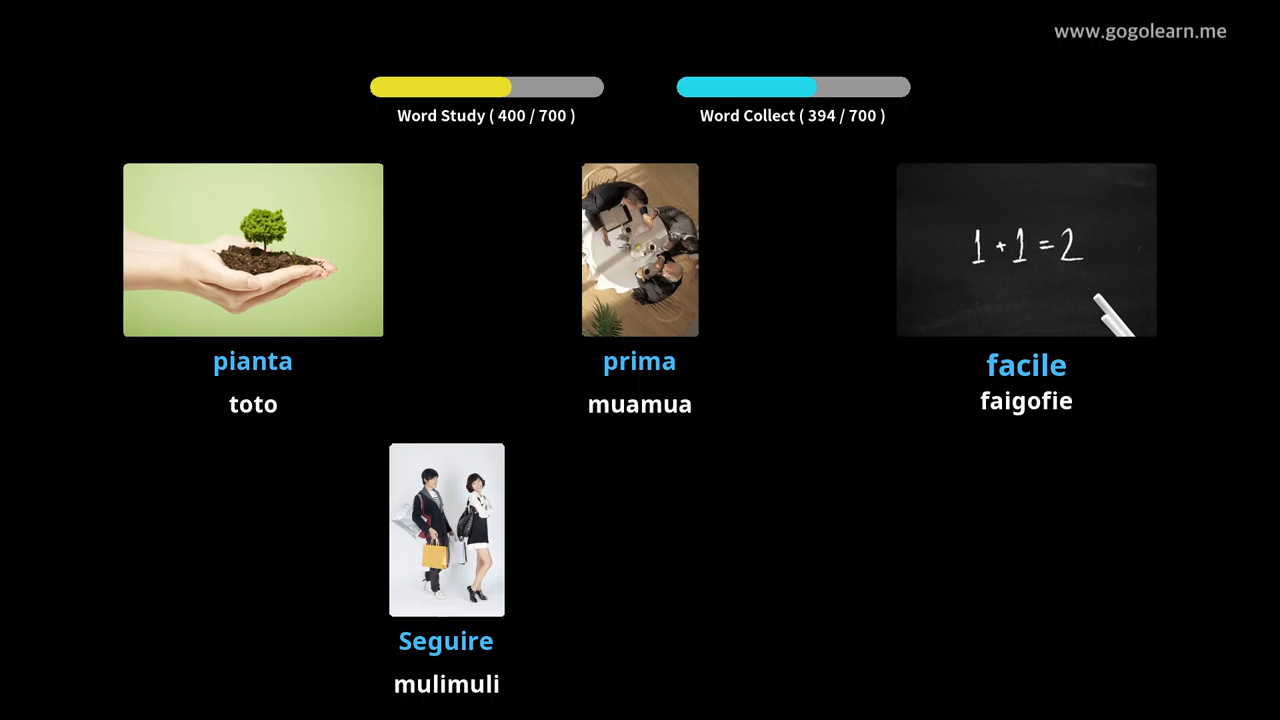 www.gogolearn.me
Word Study ( 400 / 700 )
Word Collect ( 394 / 700 )
1 + 1 = 2
pianta
prima
facile
toto
muamua
faigofie
Seguire
mulimuli